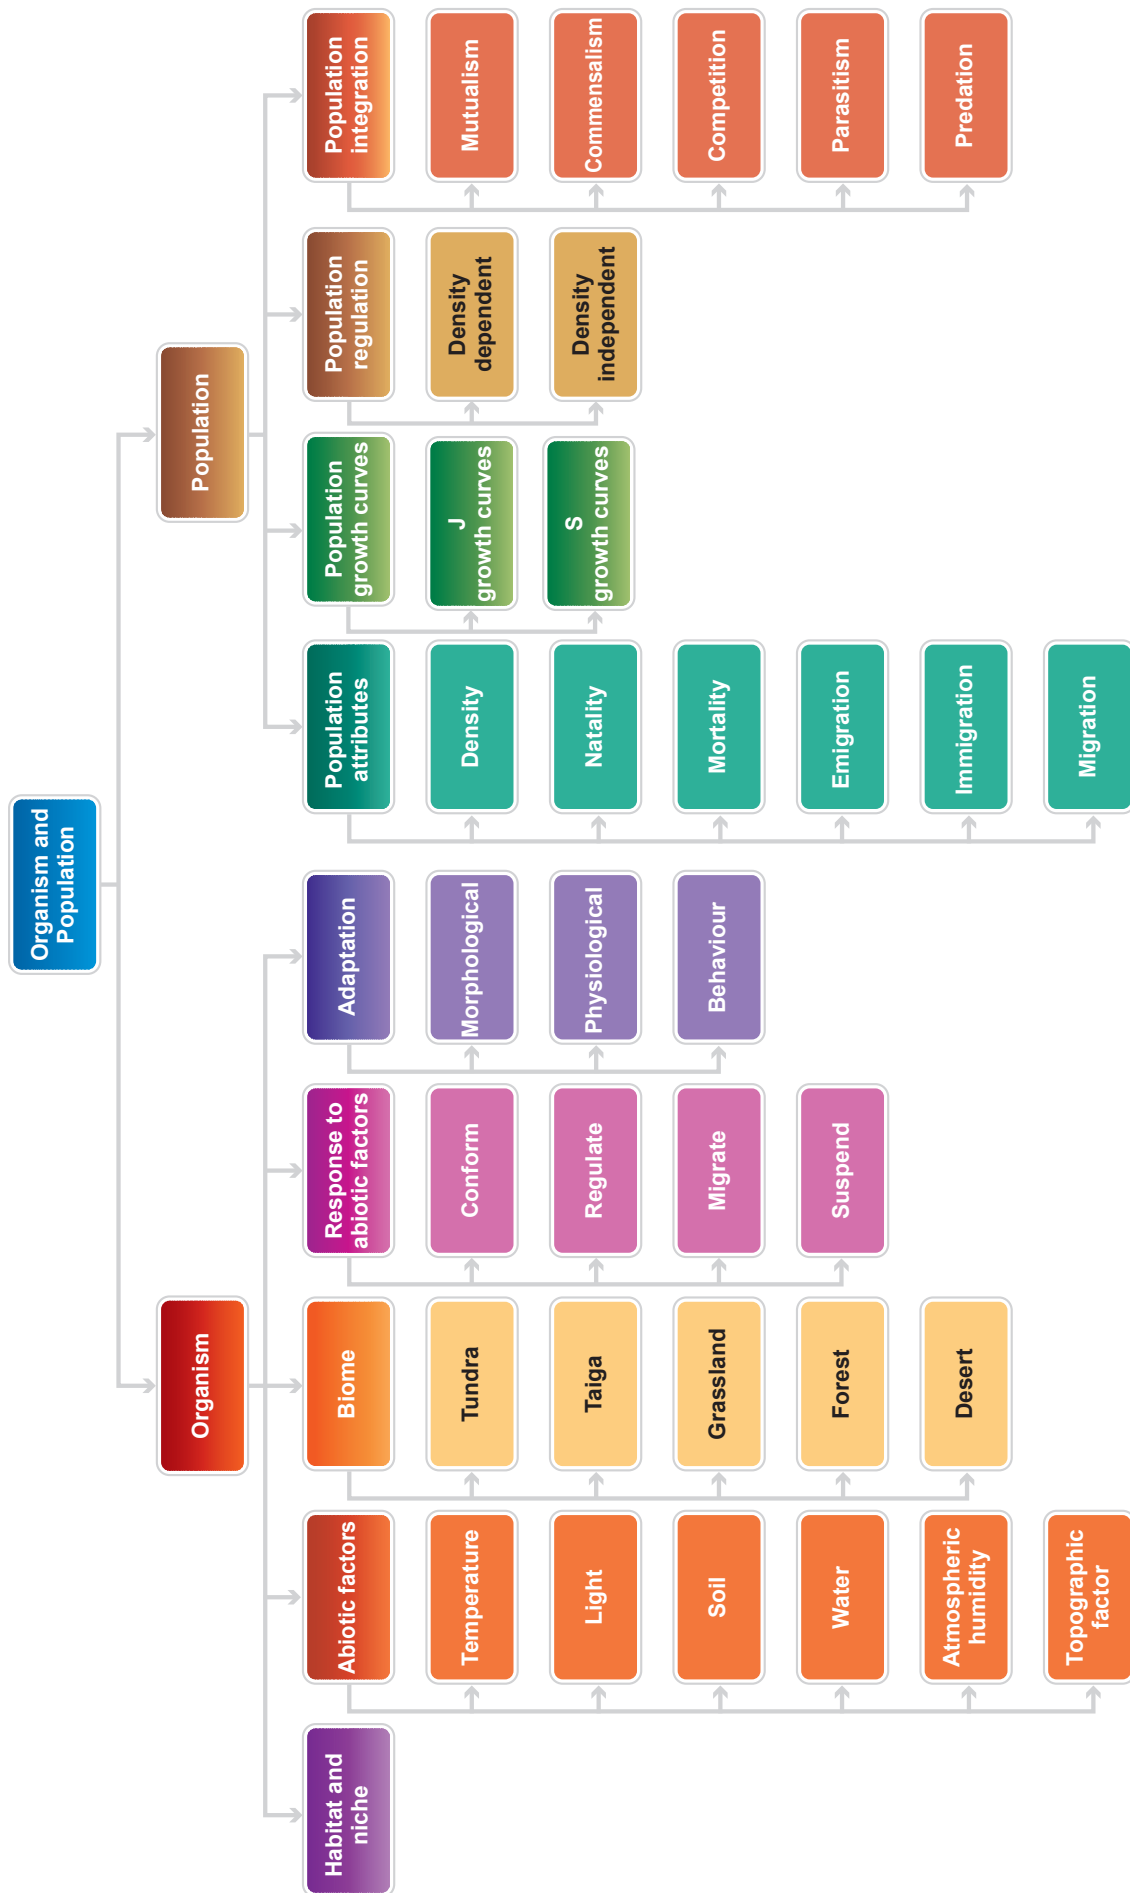 Organism and
Population
Organism
Population
Habitat and
niche
Abiotic factors
Biome
Response to
abiotic factors
Adaptation
Population
attributes
Population
growth curves
Population
regulation
Population
integration
Temperature
Light
Soil
Water
Atmospheric
humidity
Topographic
factor
Tundra
Taiga
Grassland
Forest
Desert
Conform
Regulate
Migrate
Suspend
Morphological
Physiological
Behaviour
Density
Natality
Mortality
Emigration
Immigration
Migration
J
growth curves
S
growth curves
Density
dependent
Density
independent
Mutualism
Commensalism
Competition
Parasitism
Predation